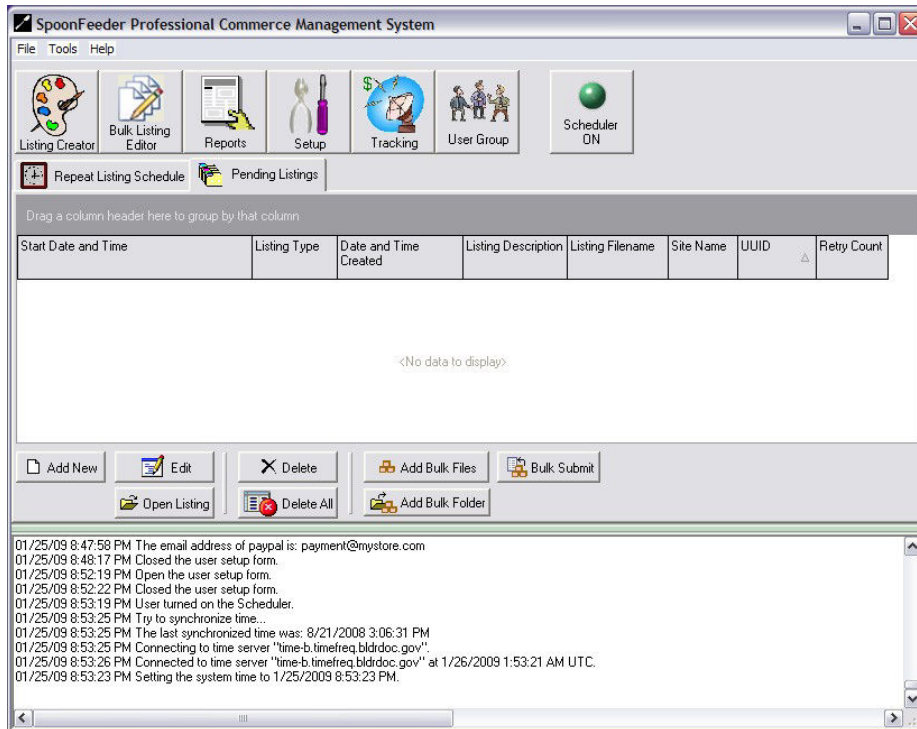 SpoonFeeder Professional Commerce Management System
File Tools Help
Listing Creator
Bulk Listing
Editor
Reports
Setup
Tracking
User Group
Scheduler
ON
Repeat Listing Schedule
Pending Listings
Drag a column header here to group by that column
Start Date and Time
Listing Type
Date and Time
Created
Listing Description
Listing Filename
Site Name
UUID
Retry Count
<No data to display>
Add New
Edit
Delete
Add Bulk Files
Bulk Submit
Open Listing
Delete All
Add Bulk Folder
01/25/09 8:47:58 PM The email address of paypal is: payment@mystore.com
01/25/09 8:48:17 PM Closed the user setup form.
01/25/09 8:52:19 PM Open the user setup form.
01/25/09 8:52:22 PM Closed the user setup form.
01/25/09 8:53:19 PM User turned on the Scheduler.
01/25/09 8:53:25 PM Try to synchronize time...
01/25/09 8:53:25 PM The last synchronized time was: 8/21/2008 3:06:31 PM
01/25/09 8:53:25 PM Connecting to time server "time-b.timefreq.bldrdoc.gov".
01/25/09 8:53:26 PM Connected to time server "time-b.timefreq.bldrdoc.gov" at 1/26/2009 1:53:21 AM UTC.
01/25/09 8:53:23 PM Setting the system time to 1/25/2009 8:53:23 PM.